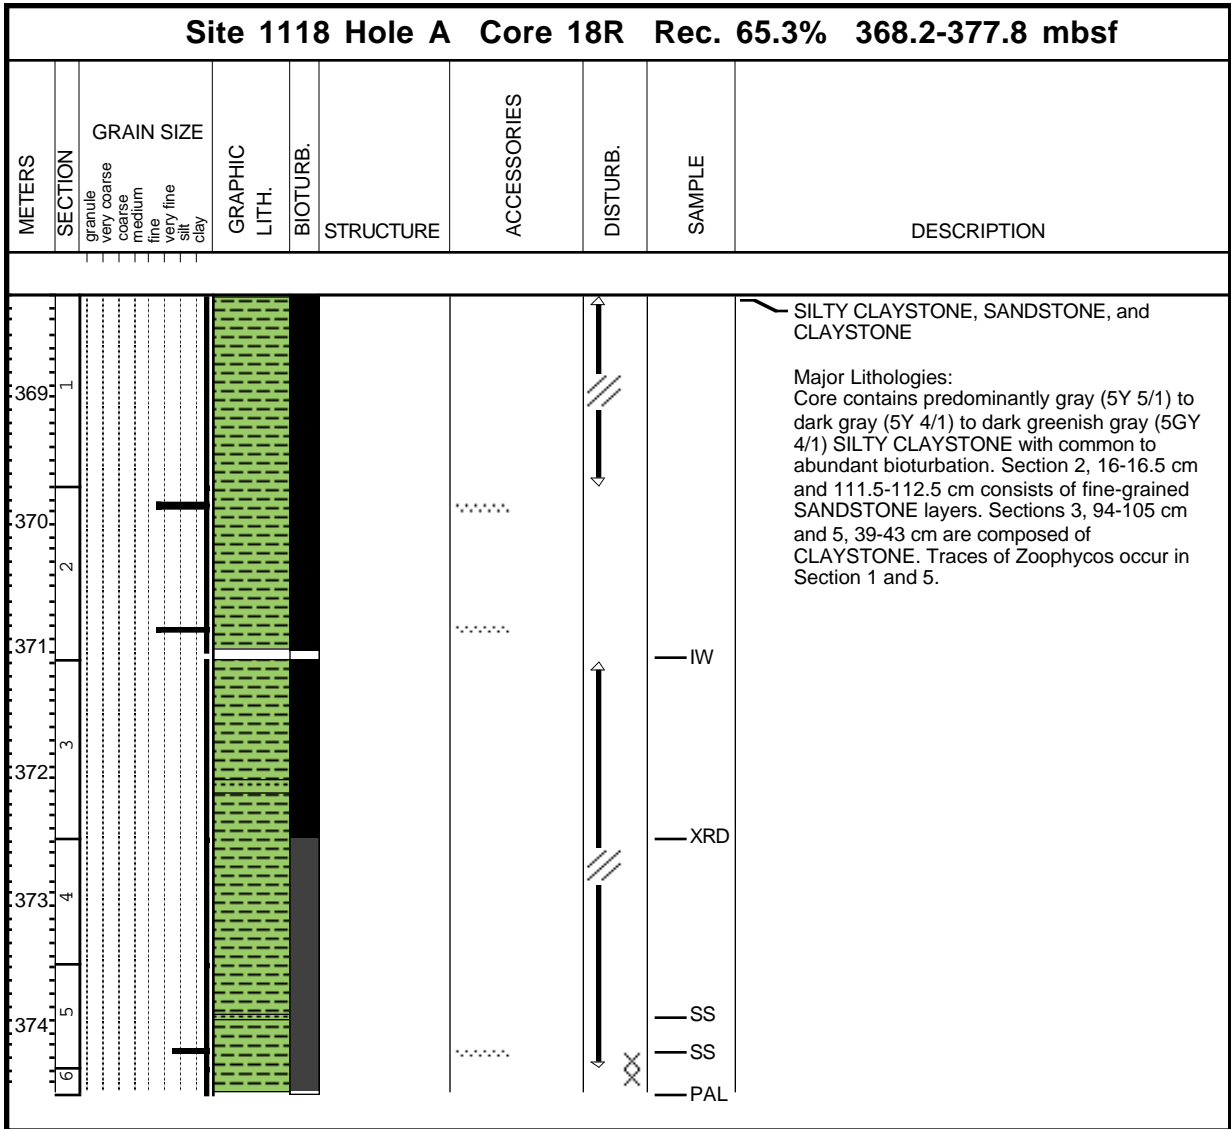 Site 1118 Hole A Core 18R Rec. 65.3% 368.2-377.8 mbsf
METERS
SECTION
GRAIN SIZE
granule
very coarse
coarse
medium
fine
very fine
silt
clay
GRAPHIC
LITH.
BIOTURB.
STRUCTURE
ACCESSORIES
DISTURB.
SAMPLE
DESCRIPTION
SILTY CLAYSTONE, SANDSTONE, and
CLAYSTONE
Major Lithologies:
Core contains predominantly gray (5Y 5/1) to
dark gray (5Y 4/1) to dark greenish gray (5GY
4/1) SILTY CLAYSTONE with common to
abundant bioturbation. Section 2, 16-16.5 cm
and 111.5-112.5 cm consists of fine-grained
SANDSTONE layers. Sections 3, 94-105 cm
and 5, 39-43 cm are composed of
CLAYSTONE. Traces of Zoophycos occur in
Section 1 and 5.
369
1
370
2
371
IW
3
372
XRD
373
4
374
5
SS
SS
6
PAL